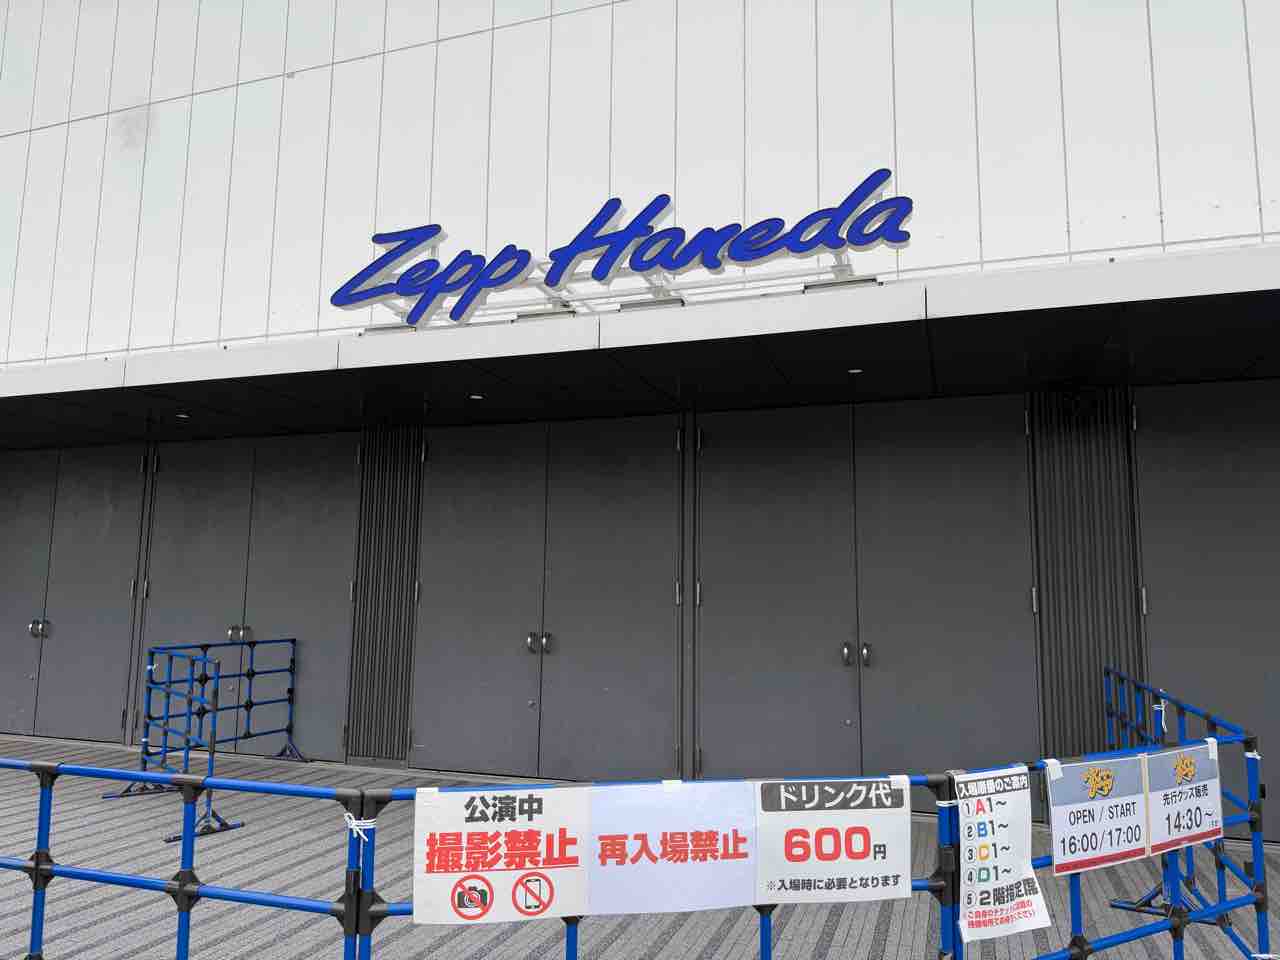 Zepp Haneda
公演中
撮影禁止
再入場禁止
ドリンク代
600円
※入場時に必要となります
入場順番のご案内
①A1～
②B1～
③C1～
④D1～
⑤2階指定席
OPEN / START
16:00/17:00
先行グッズ販売
14:30～